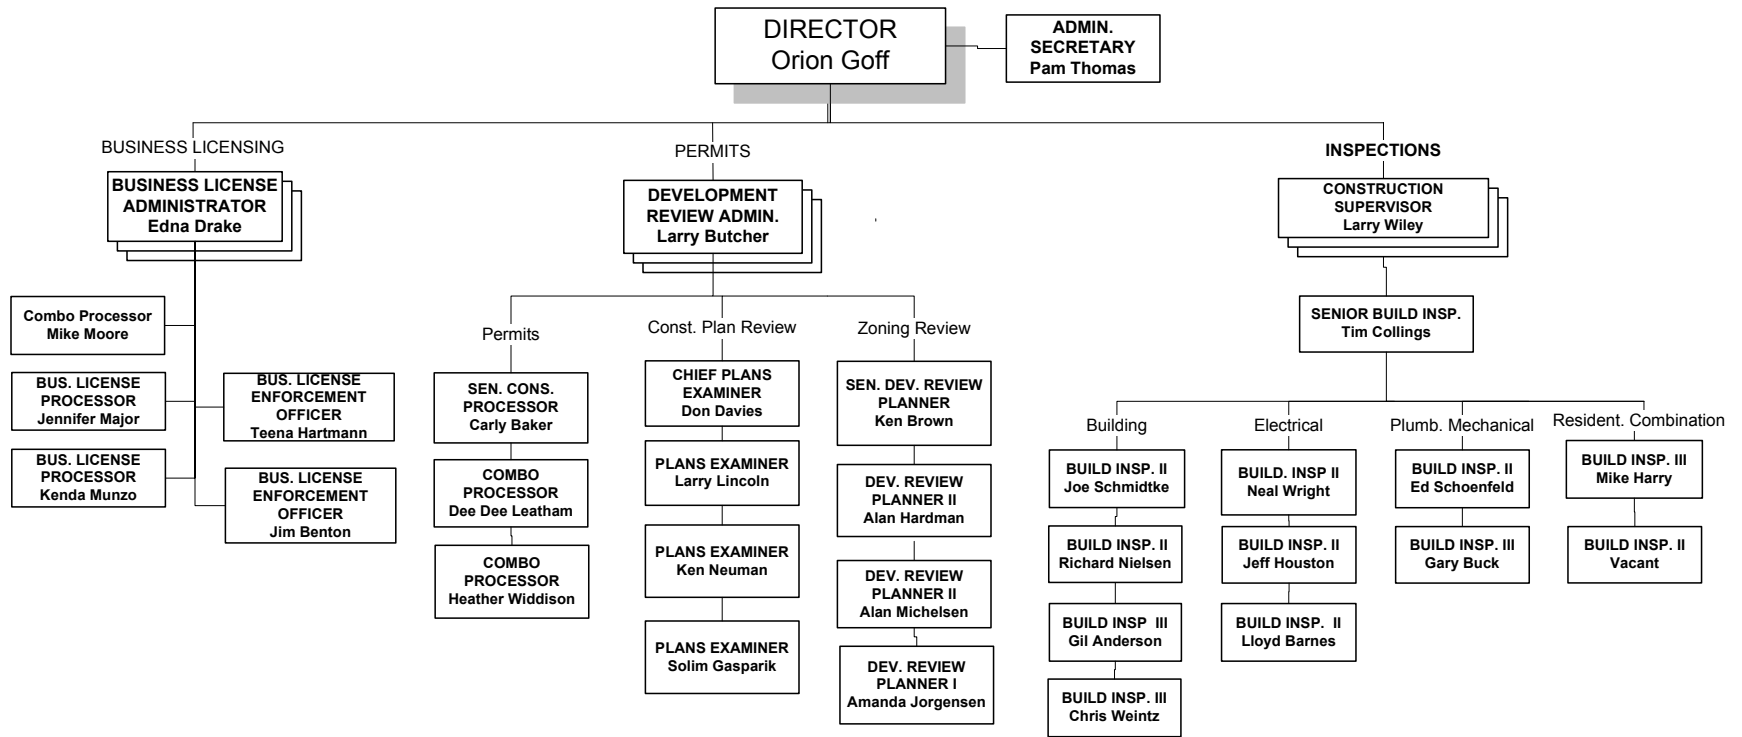 DIRECTOR
Orion Goff
ADMIN.
SECRETARY
Pam Thomas
BUSINESS LICENSING
BUSINESS LICENSE
ADMINISTRATOR
Edna Drake
Combo Processor
Mike Moore
BUS. LICENSE
PROCESSOR
Jennifer Major
BUS. LICENSE
PROCESSOR
Kenda Munzo
BUS. LICENSE
ENFORCEMENT
OFFICER
Teena Hartmann
BUS. LICENSE
ENFORCEMENT
OFFICER
Jim Benton
PERMITS
DEVELOPMENT
REVIEW ADMIN.
Larry Butcher
Permits
SEN. CONS.
PROCESSOR
Carly Baker
COMBO
PROCESSOR
Dee Dee Leatham
COMBO
PROCESSOR
Heather Widdison
Const. Plan Review
CHIEF PLANS
EXAMINER
Don Davies
PLANS EXAMINER
Larry Lincoln
PLANS EXAMINER
Ken Neuman
PLANS EXAMINER
Solim Gasparik
Zoning Review
SEN. DEV. REVIEW
PLANNER
Ken Brown
DEV. REVIEW
PLANNER II
Alan Hardman
DEV. REVIEW
PLANNER II
Alan Michelsen
DEV. REVIEW
PLANNER I
Amanda Jorgensen
INSPECTIONS
CONSTRUCTION
SUPERVISOR
Larry Wiley
SENIOR BUILD INSP.
Tim Collings
Building
BUILD INSP. II
Joe Schmidtke
BUILD INSP. II
Richard Nielsen
BUILD INSP III
Gil Anderson
BUILD INSP. III
Chris Weintz
Electrical
BUILD. INSP II
Neal Wright
BUILD INSP. II
Jeff Houston
BUILD INSP. II
Lloyd Barnes
Plumb. Mechanical
BUILD INSP. II
Ed Schoenfeld
BUILD INSP. III
Gary Buck
Resident. Combination
BUILD INSP. III
Mike Harry
BUILD INSP. II
Vacant